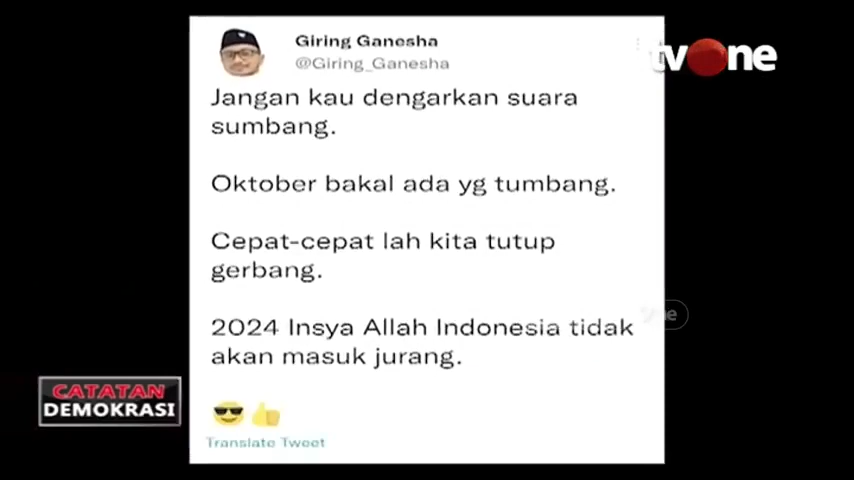 Giring Ganesha
@Giring_Ganesha
tvOne
Jangan kau dengarkan suara
sumbang.
Oktober bakal ada yg tumbang.
Cepat-cepat lah kita tutup
gerbang.
2024 Insya Allah Indonesia tidak
akan masuk jurang.
CATATAN
DEMOKRASI
Translate Tweet